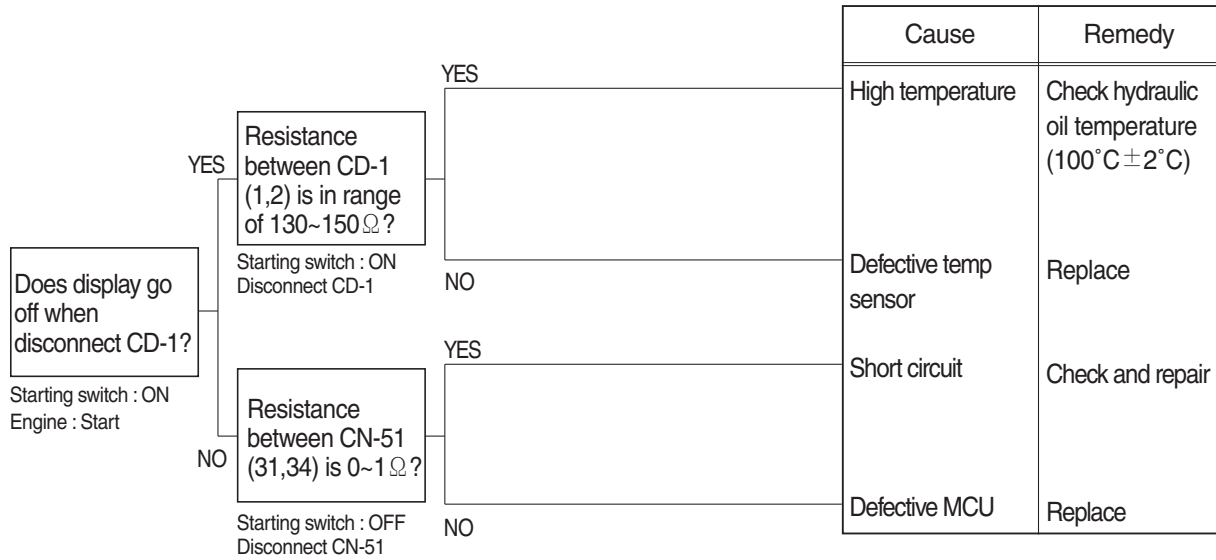 Does display go
off when
disconnect CD-1?
Starting switch : ON
Engine : Start
YES
Resistance
between CD-1
(1,2) is in range
of 130~150Ω?
Starting switch : ON
Disconnect CD-1
NO
Resistance
between CN-51
(31,34) is 0~1Ω?
Starting switch : OFF
Disconnect CN-51
YES
NO
YES
NO
Cause Remedy
High temperature Check hydraulic
oil temperature
(100˚C±2˚C)
Defective temp Replace
sensor
Short circuit Check and repair
Defective MCU Replace